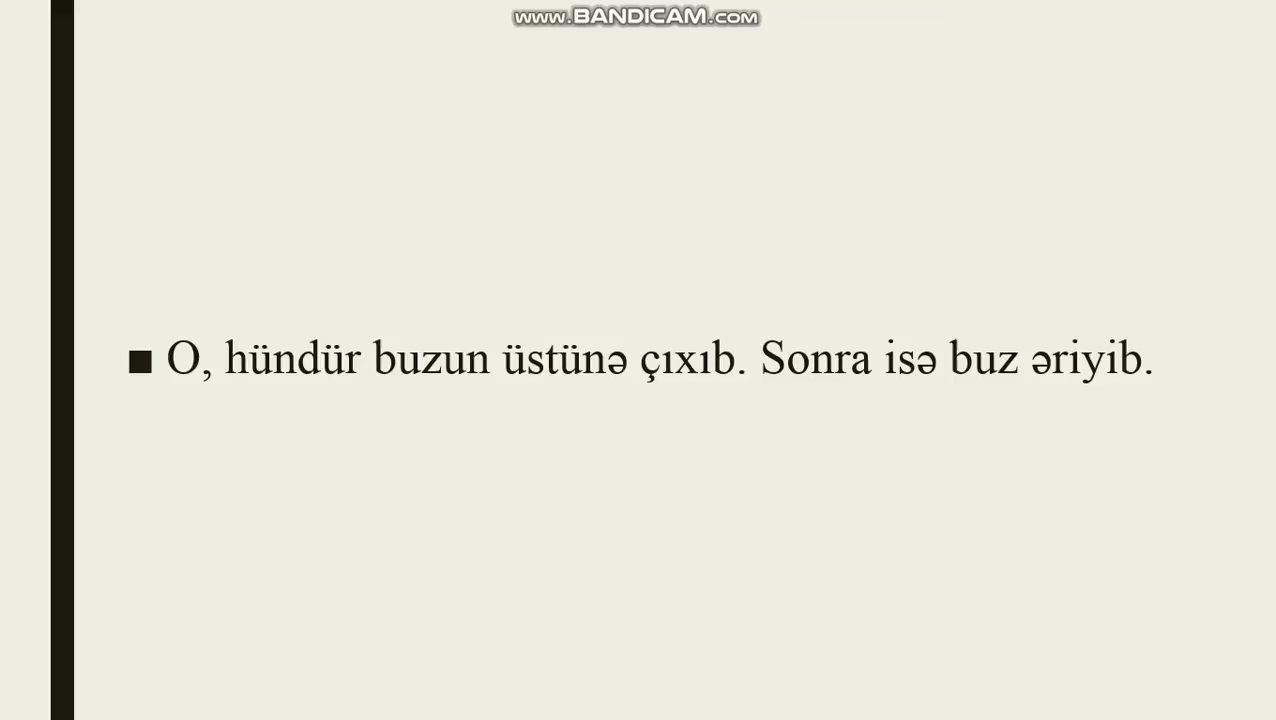 www.BANDICAM.com
■ O, hündür buzun üstünə çıxıb. Sonra isə buz əriyib.